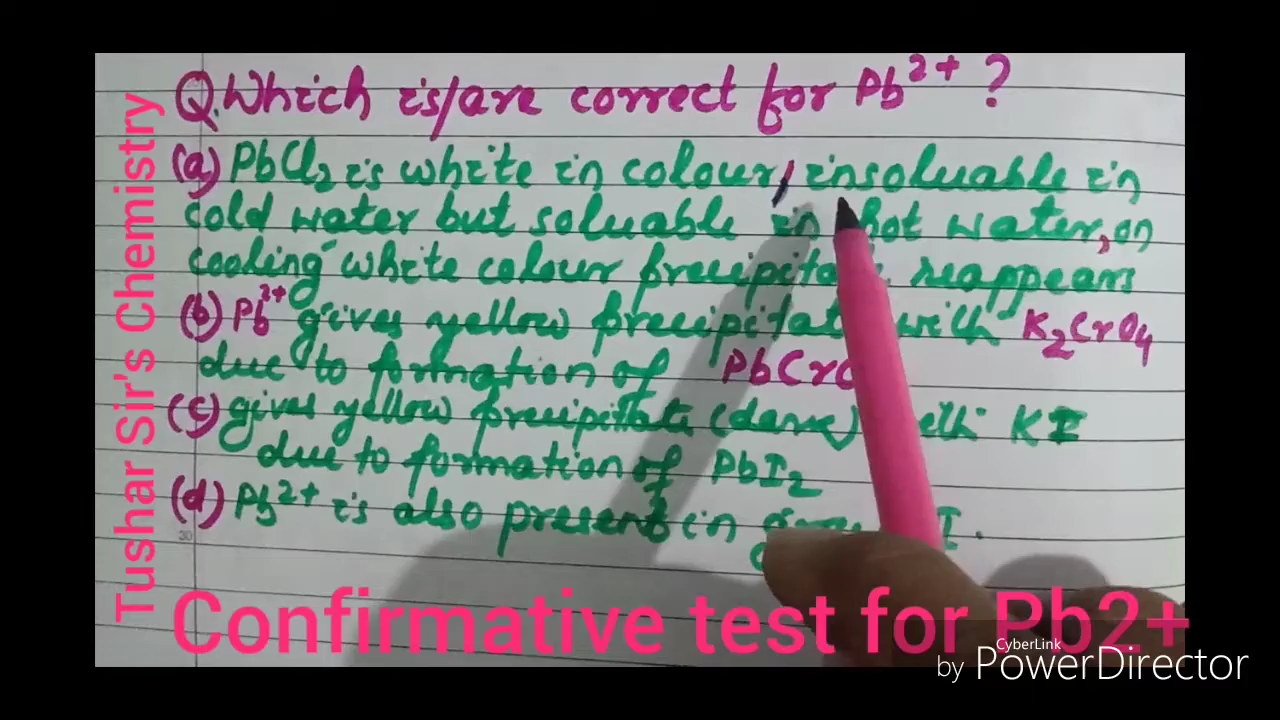 Q. Which is/are correct for Pb2+ ?
(a) PbCl2 is white in colour, insoluable in
cold water but soluable in hot water, on
cooling white colour precipitate reappears
(b) Pb2+ gives yellow precipitate with K2CrO4
due to formation of PbCrO
(c) gives yellow precipitate (dense) with KI
due to formation of PbI2
(d) Pb2+ is also present in I.
30
Tushar Sir's Chemistry
Confirmative test for Pb2+
CyberLink
by PowerDirector